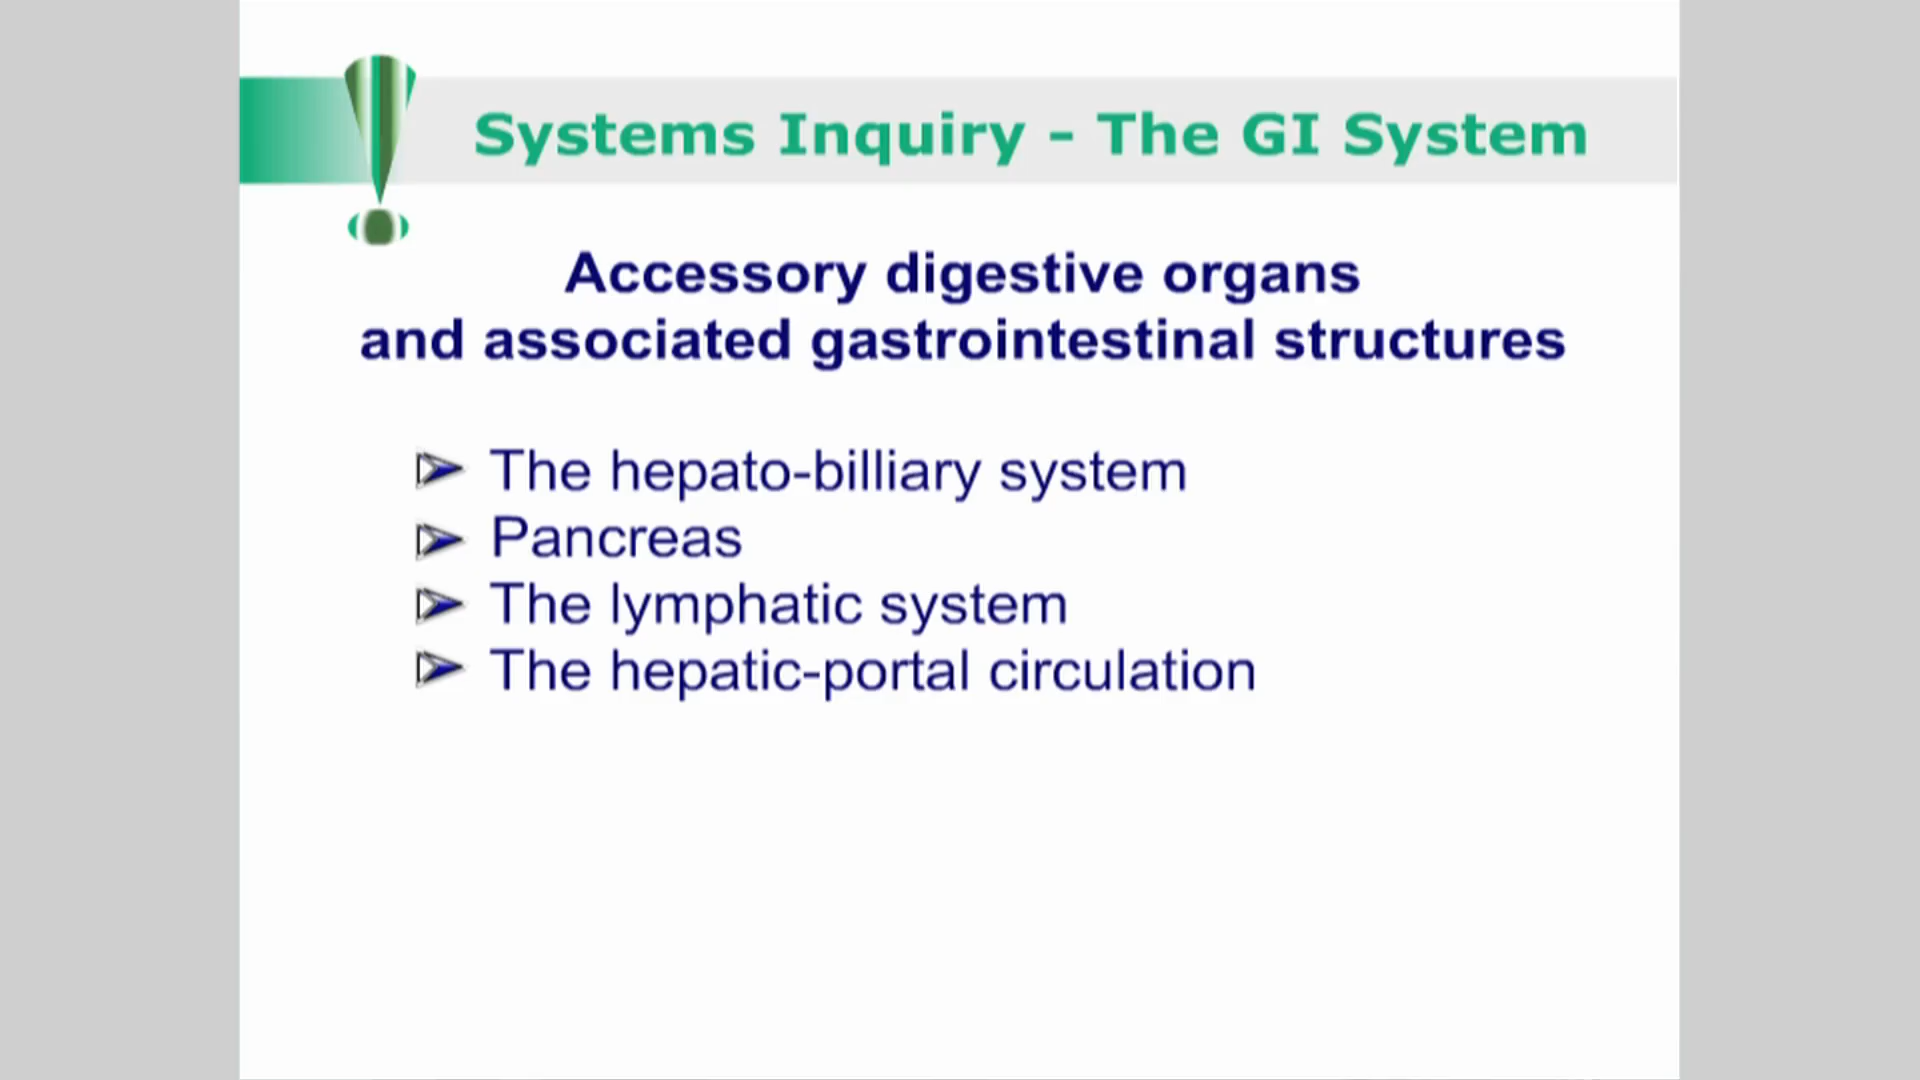 Systems Inquiry - The GI System
Accessory digestive organs
and associated gastrointestinal structures
The hepato-billiary system
Pancreas
The lymphatic system
The hepatic-portal circulation